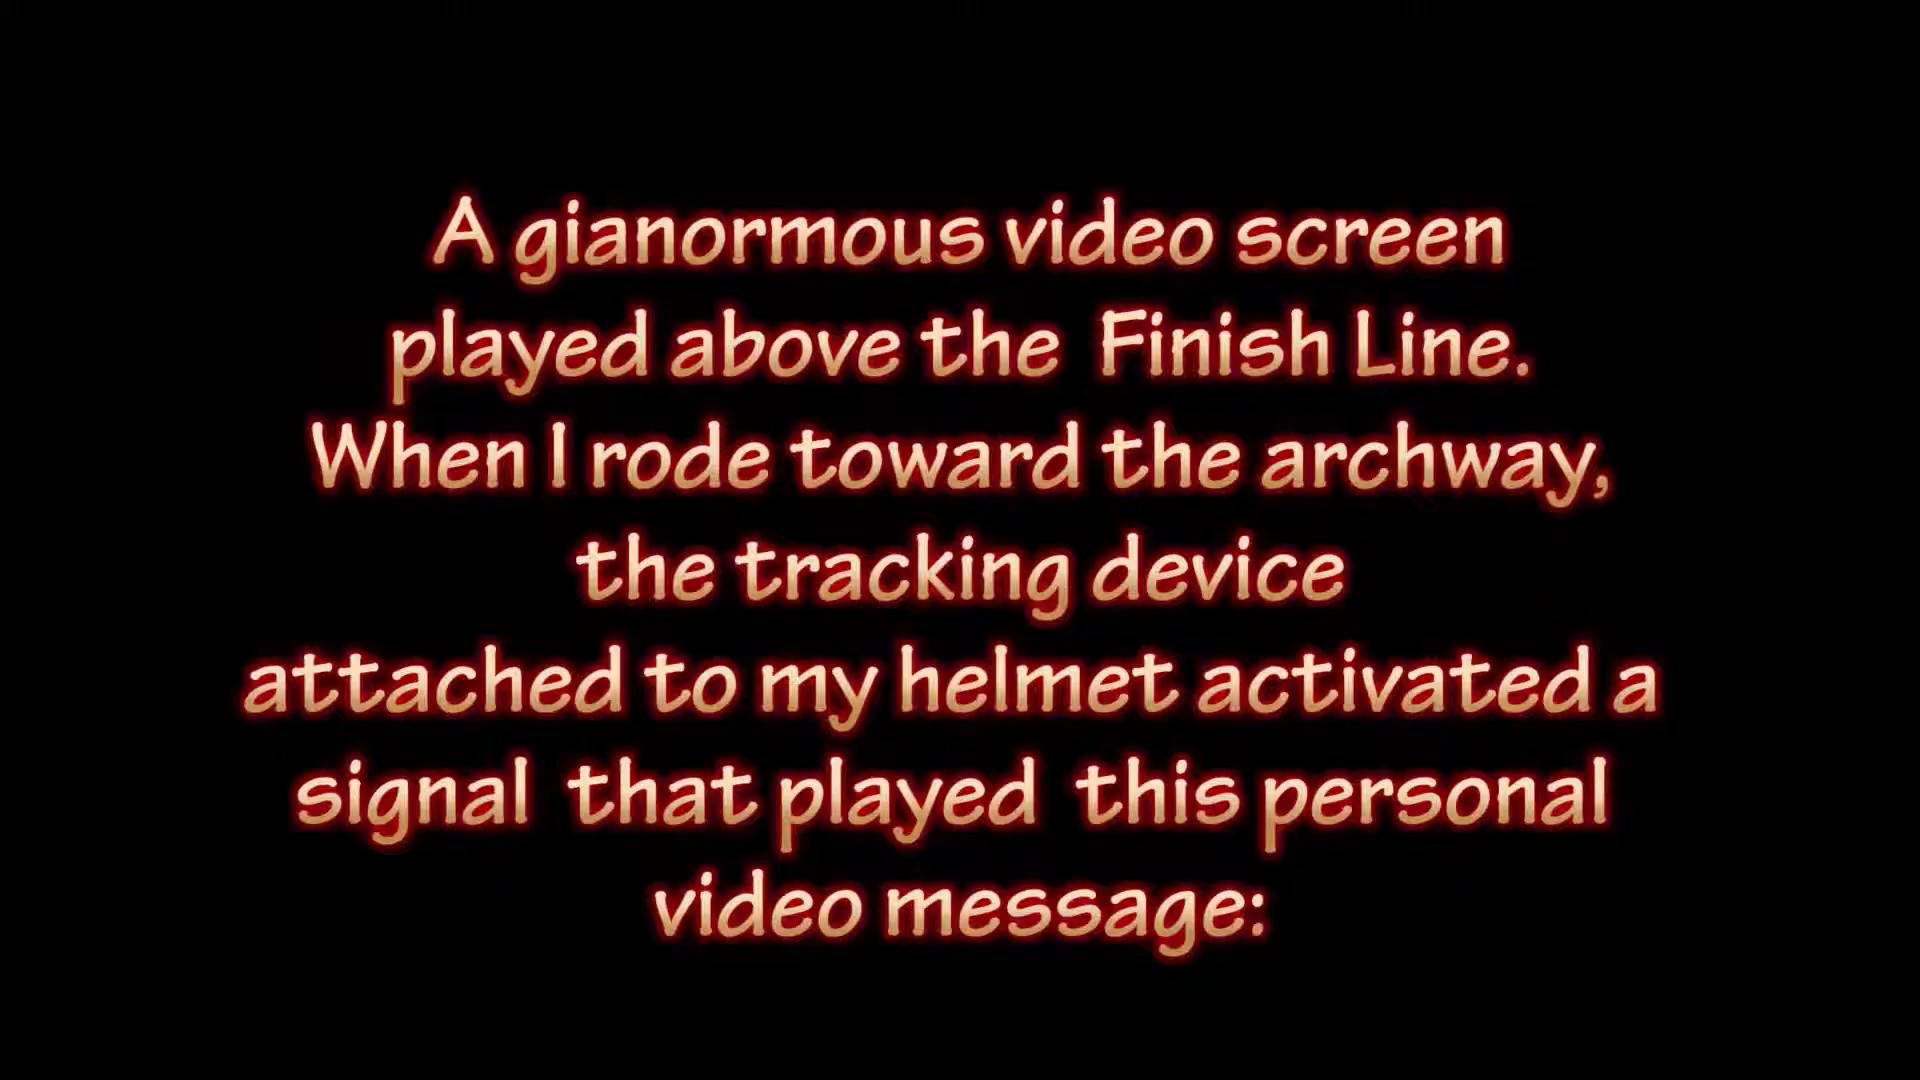 A gianormous video screen
played above the Finish Line.
When I rode toward the archway,
the tracking device
attached to my helmet activated a
signal that played this personal
video message: